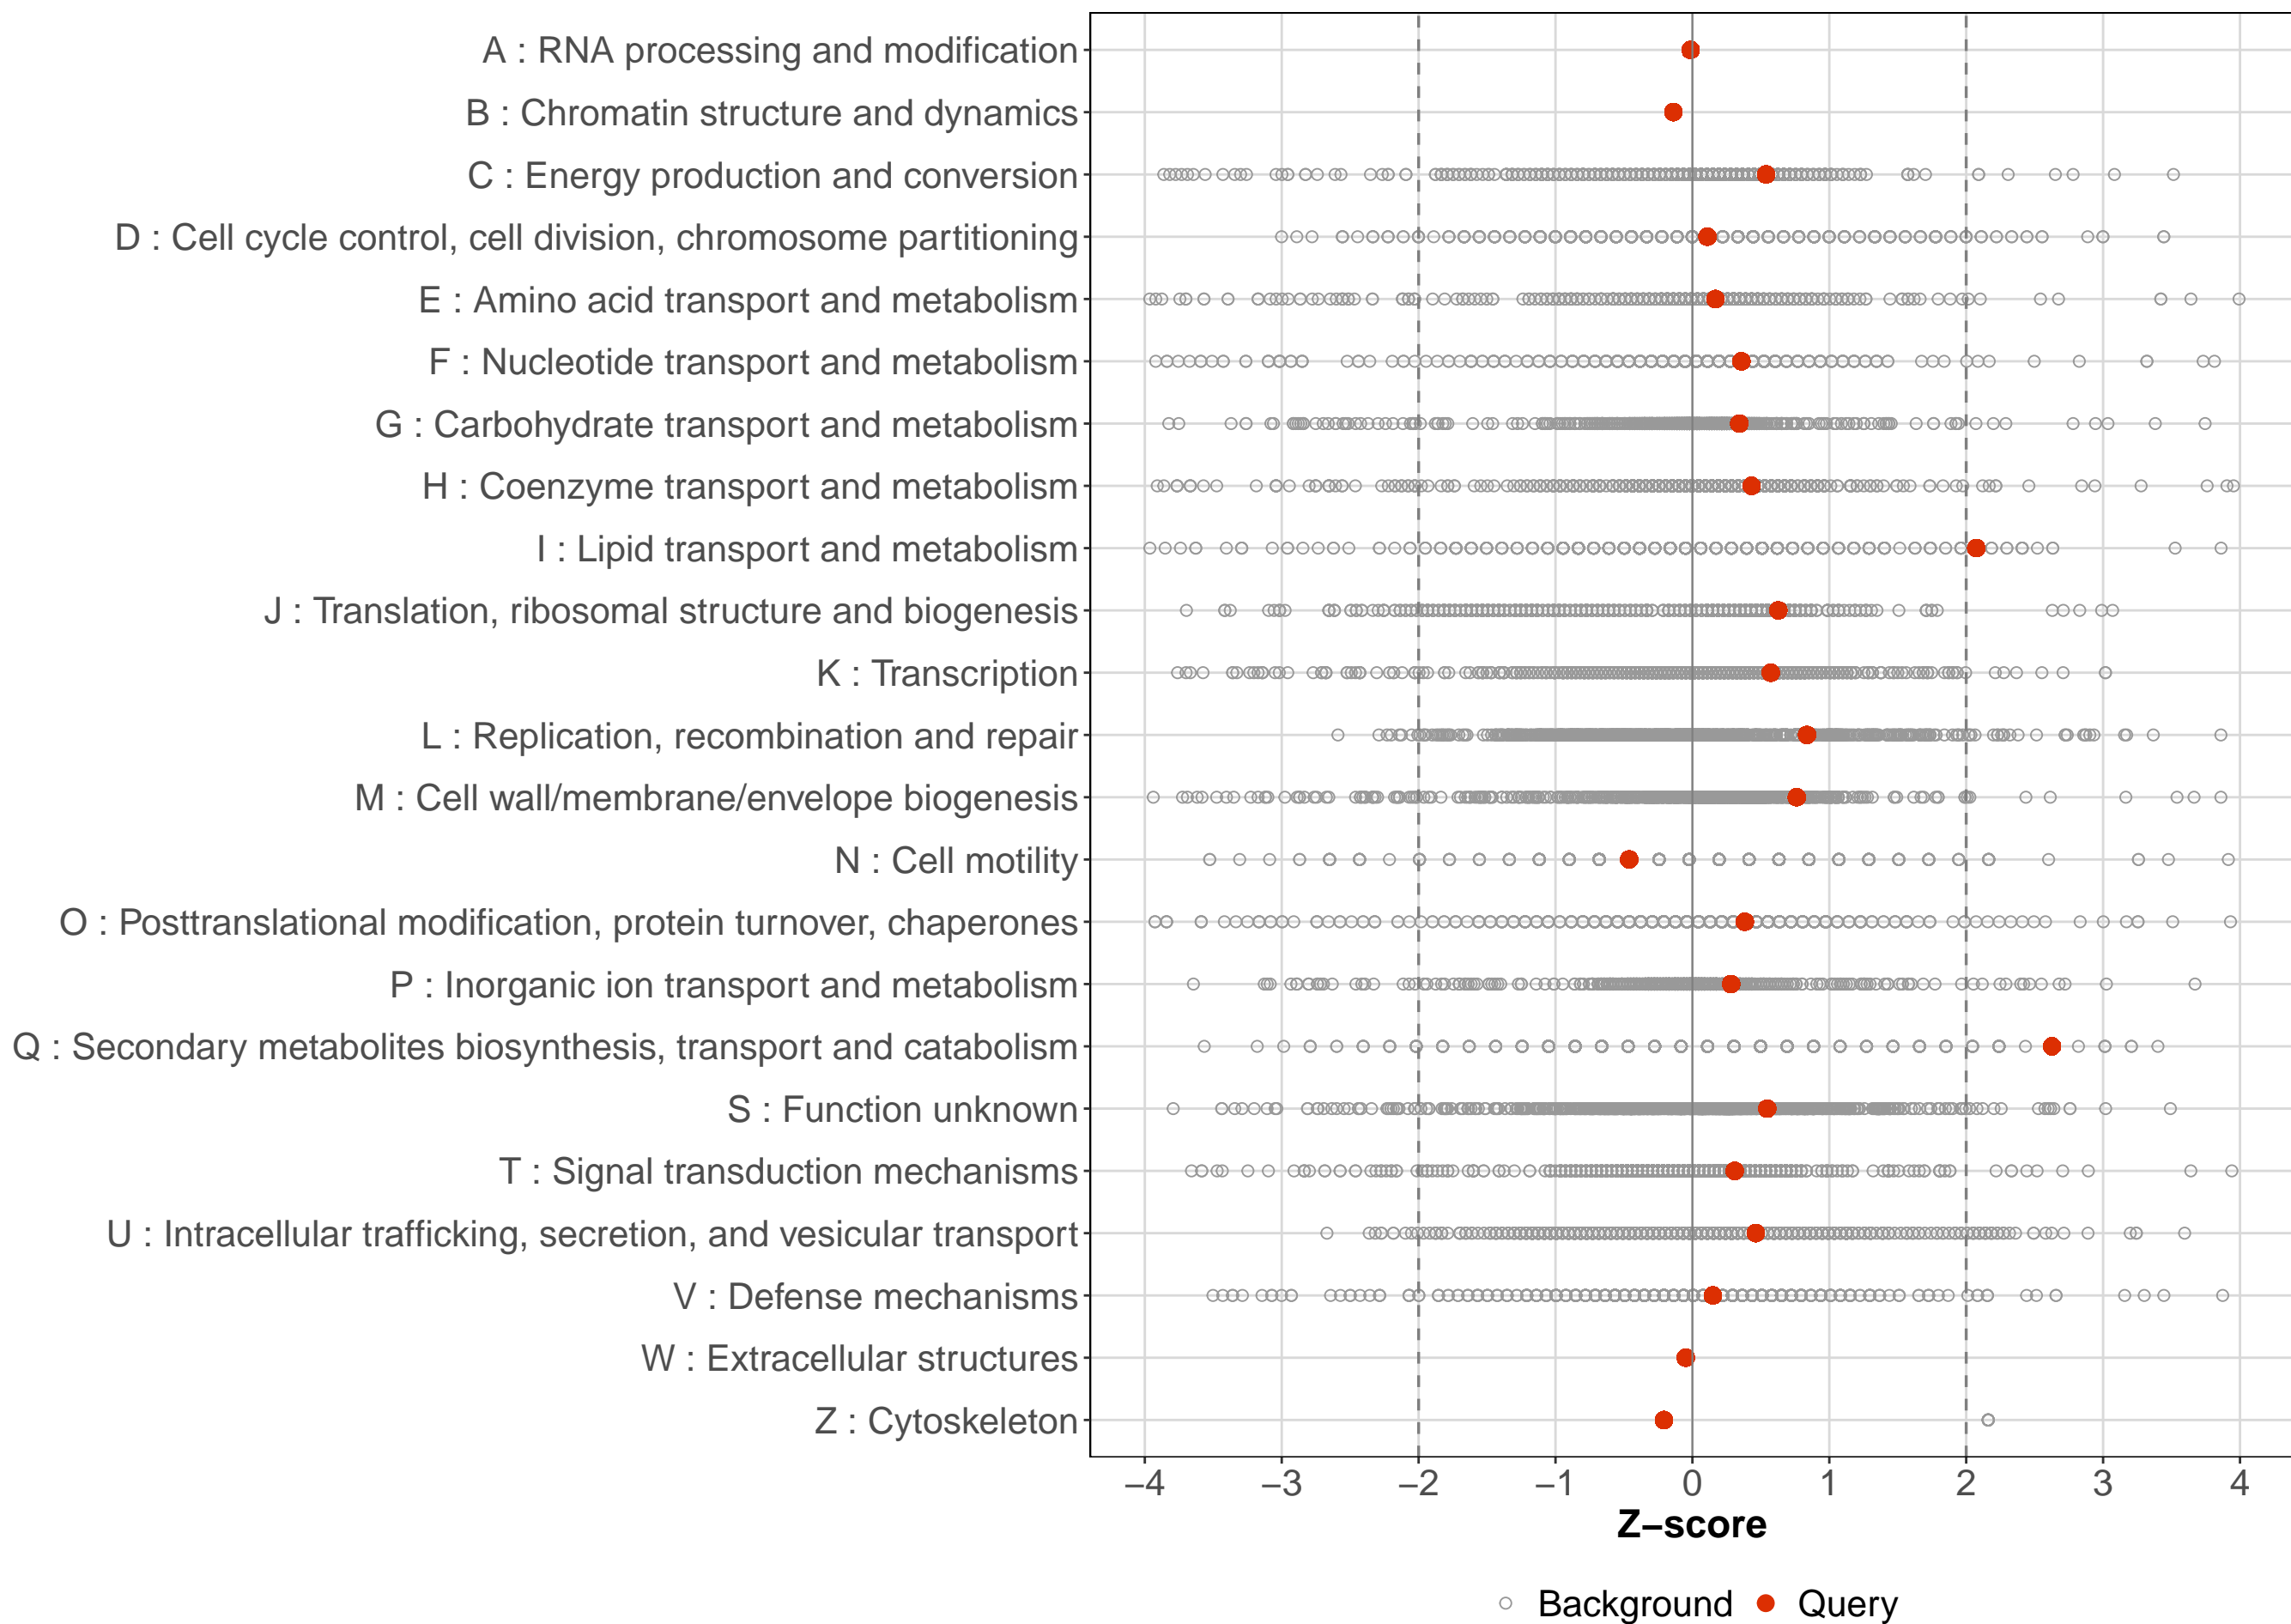 A : RNA processing and modification
B : Chromatin structure and dynamics
C : Energy production and conversion
D : Cell cycle control, cell division, chromosome partitioning
E : Amino acid transport and metabolism
F : Nucleotide transport and metabolism
G : Carbohydrate transport and metabolism
H : Coenzyme transport and metabolism
I : Lipid transport and metabolism
J : Translation, ribosomal structure and biogenesis
K : Transcription
L : Replication, recombination and repair
M : Cell wall/membrane/envelope biogenesis
N : Cell motility
O : Posttranslational modification, protein turnover, chaperones
P : Inorganic ion transport and metabolism
Q : Secondary metabolites biosynthesis, transport and catabolism
S : Function unknown
T : Signal transduction mechanisms
U : Intracellular trafficking, secretion, and vesicular transport
V : Defense mechanisms
W : Extracellular structures
Z : Cytoskeleton
−4 −3 −2 −1 0 1 2 3 4
Z−score
Background Query